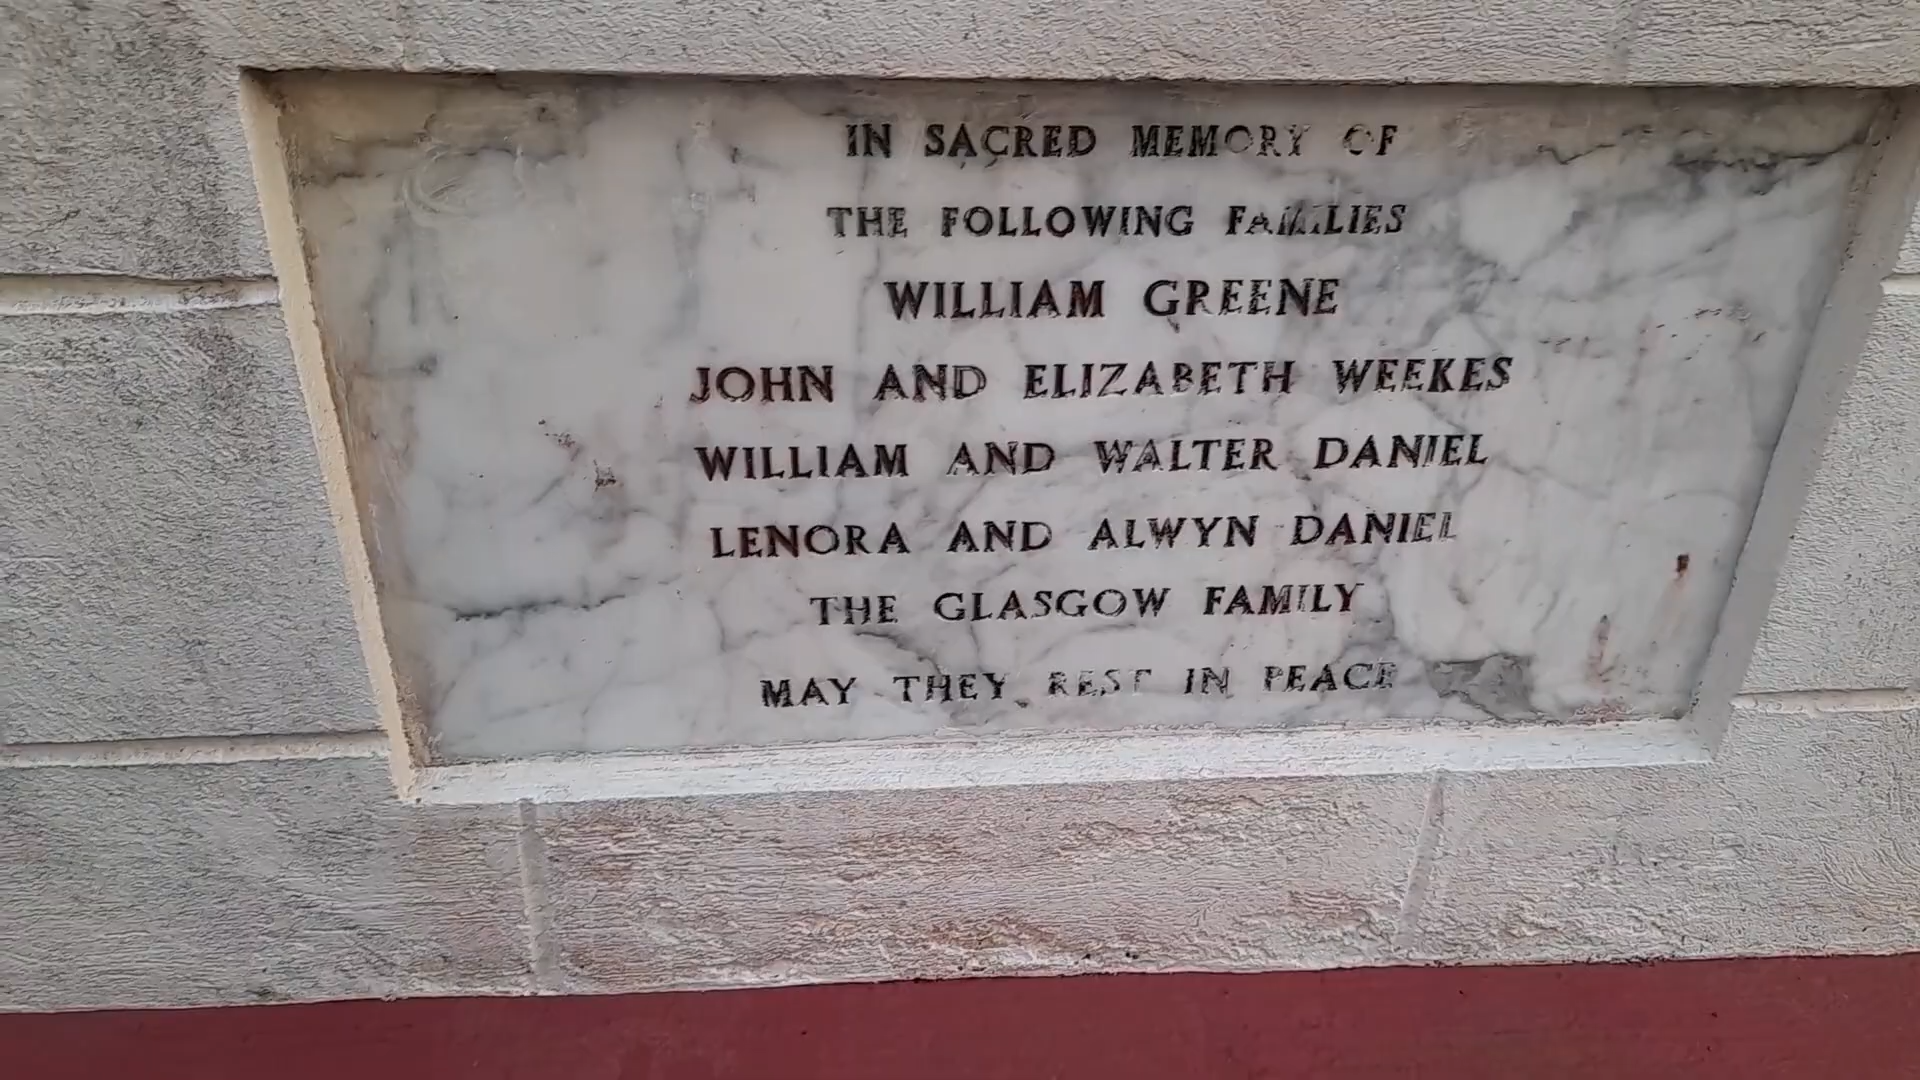 IN SACRED MEMORY OF
THE FOLLOWING FAMILIES
WILLIAM GREENE
JOHN AND ELIZABETH WEEKES
WILLIAM AND WALTER DANIEL
LENORA AND ALWYN DANIEL
THE GLASGOW FAMILY
MAY THEY REST IN PEACE